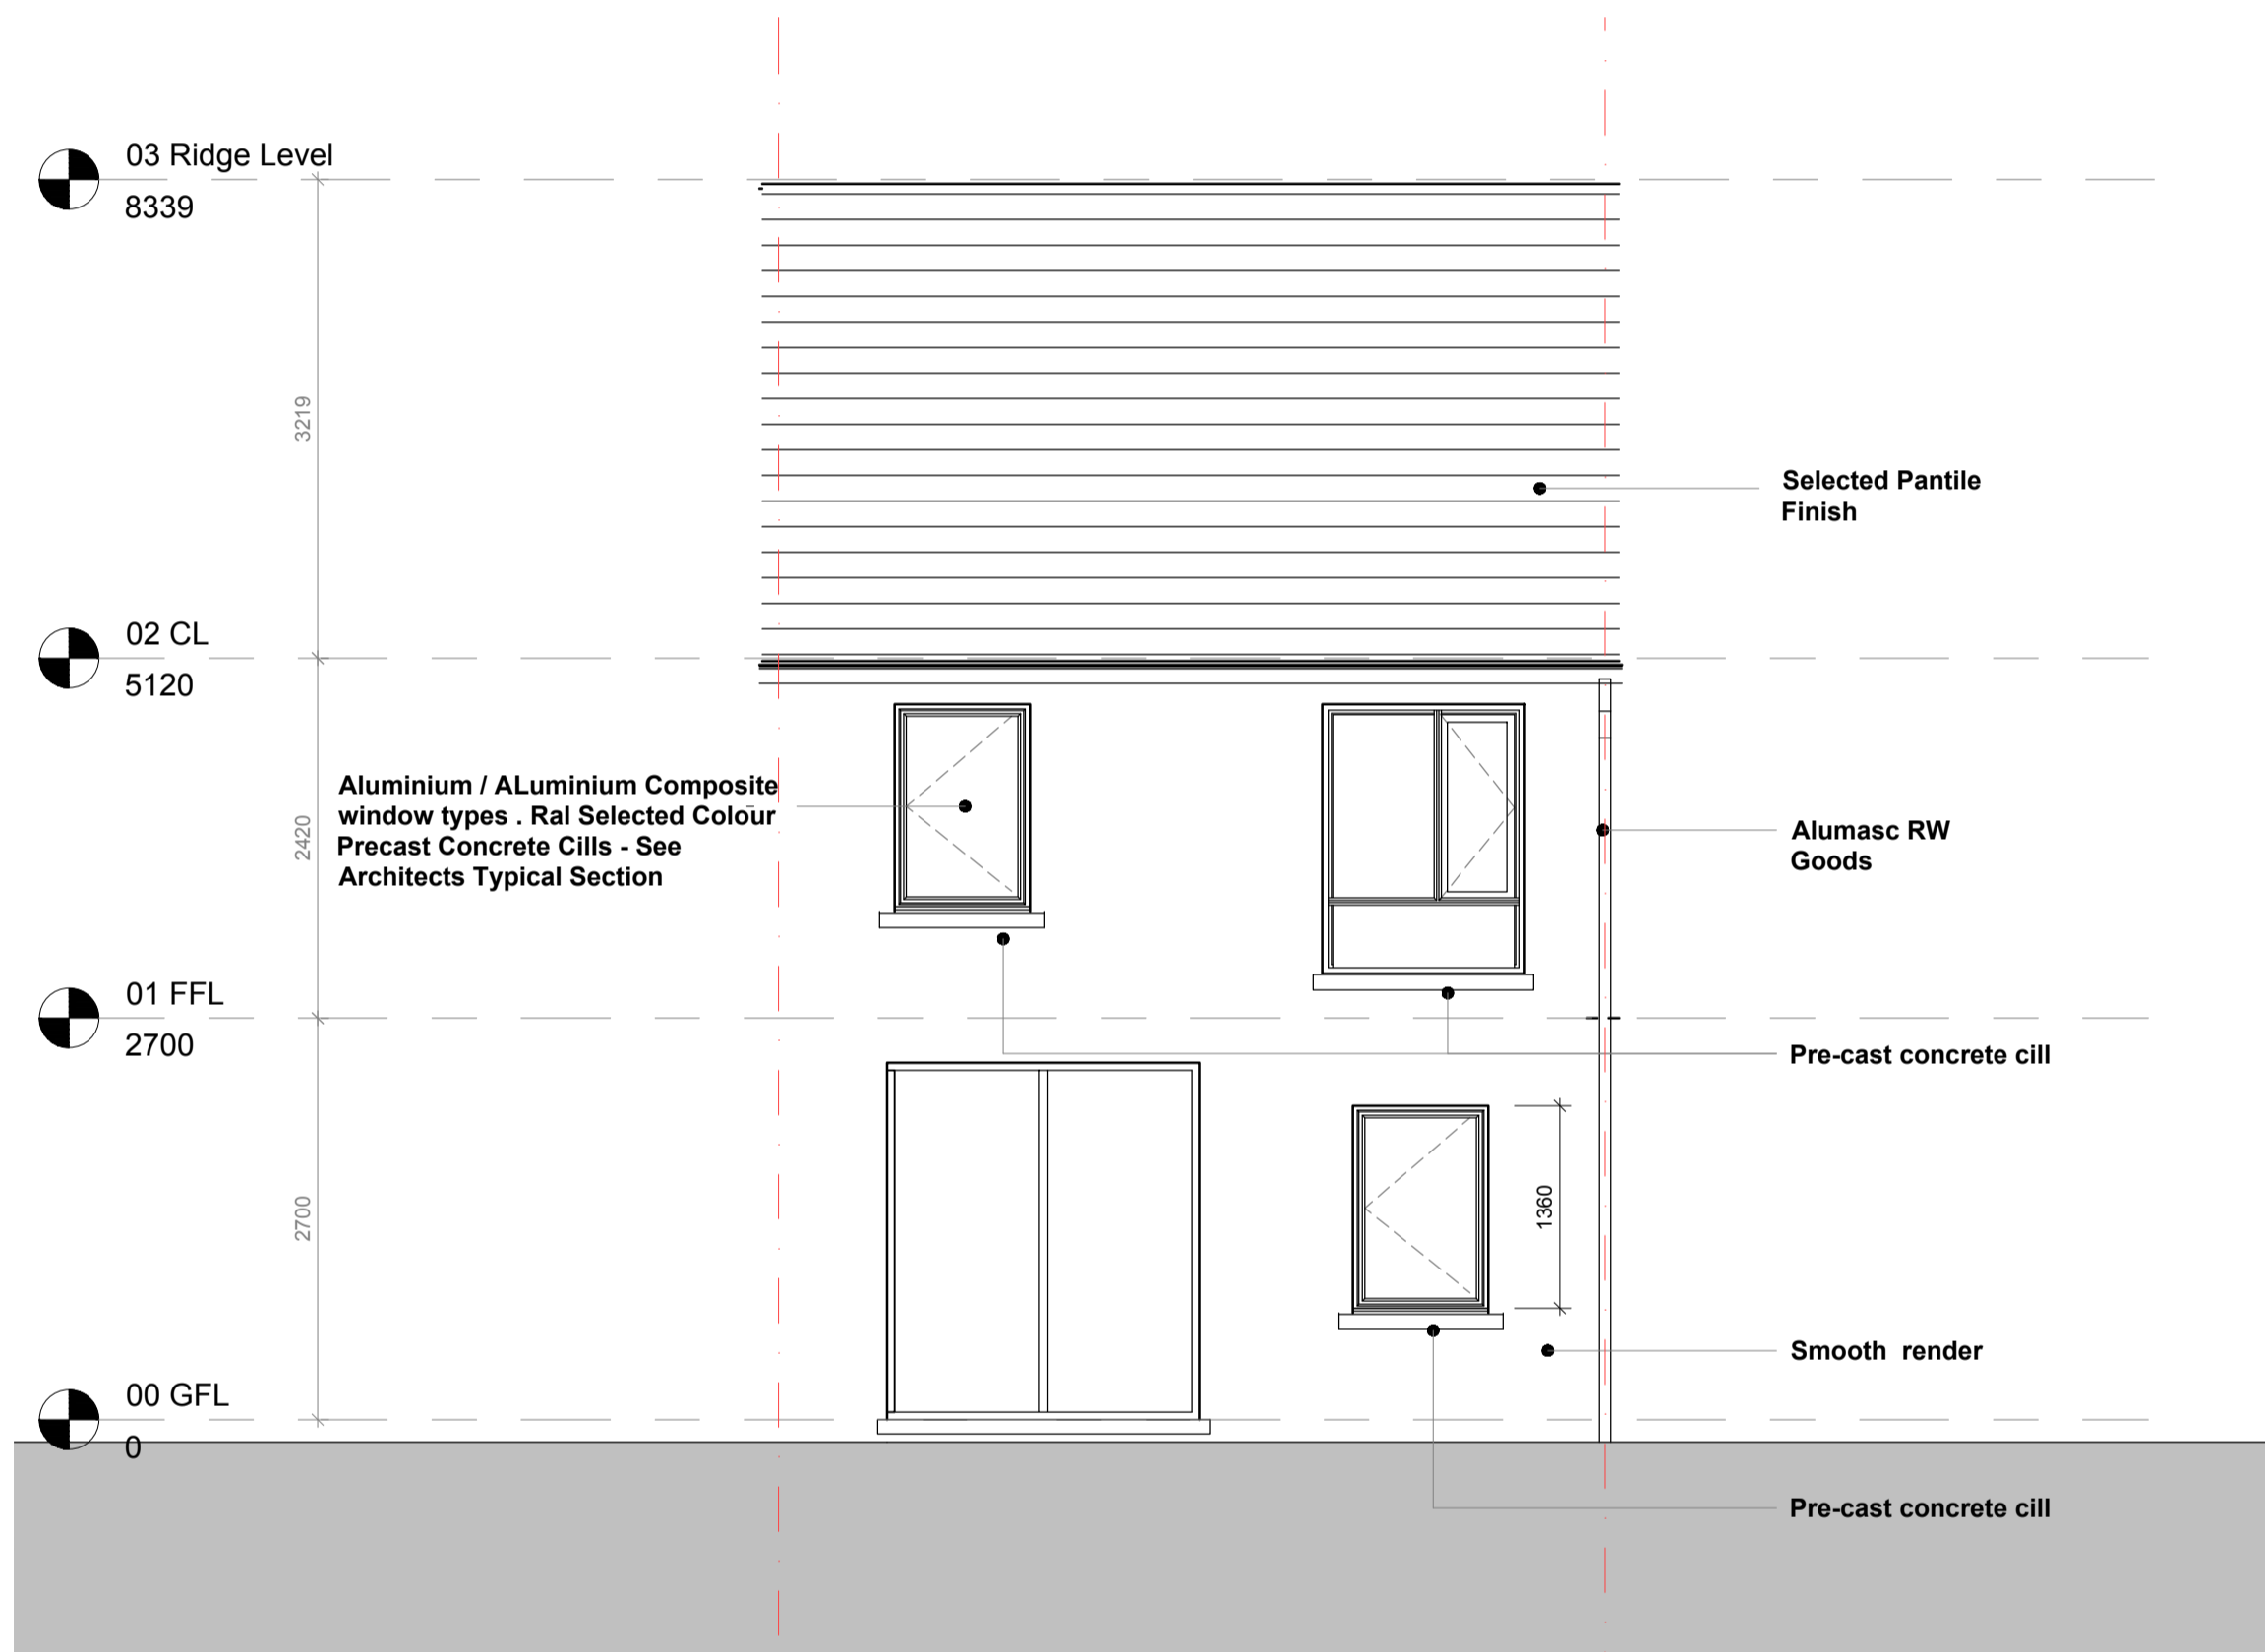 03 Ridge Level
8339
3219
Selected Pantile
Finish
02 CL
5120
Aluminium / ALuminium Composite
window types . Ral Selected Colour
Precast Concrete Cills - See
Architects Typical Section
2420
Alumasc RW
Goods
01 FFL
2700
Pre-cast concrete cill
2700
1360
Smooth  render
00 GFL
0
Pre-cast concrete cill